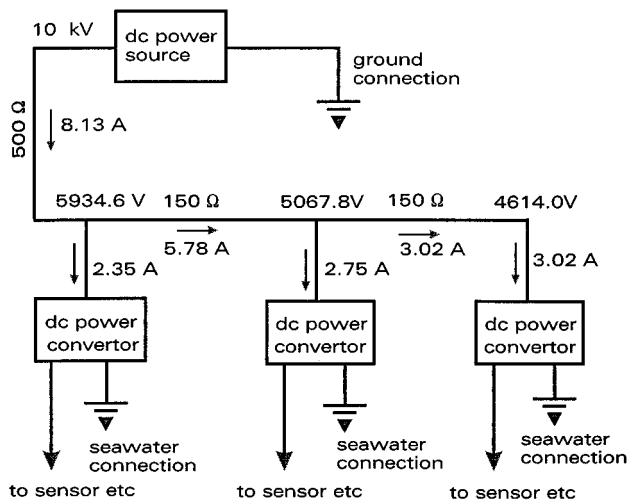 10 kV
dc power
source
ground
connection
500 Ω
8.13 A
5934.6 V
150 Ω
5067.8V
150 Ω
4614.0V
5.78 A
3.02 A
2.35 A
2.75 A
3.02 A
dc power
convertor
dc power
convertor
dc power
convertor
seawater
connection
seawater
connection
seawater
connection
to sensor etc
to sensor etc
to sensor etc